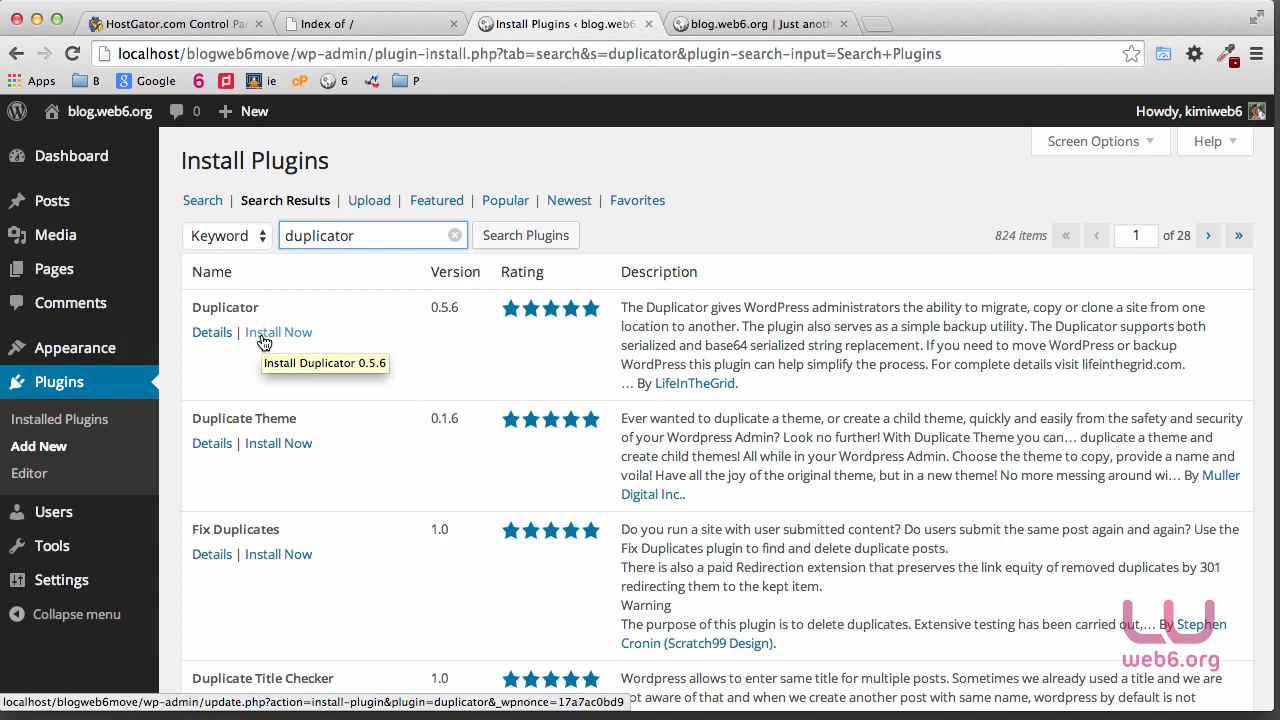 HostGator.com Control Pa
Index of /
Install Plugins ‹ blog.web6.
blog.web6.org | Just anot
localhost/blogweb6move/wp-admin/plugin-install.php?tab=search&s=duplicator&plugin-search-input=Search+Plugins
Apps B Google 6 ie cP 6 P
blog.web6.org 0 + New Howdy, kimiweb6
Screen Options Help
Install Plugins
Search | Search Results | Upload | Featured | Popular | Newest | Favorites
Keyword duplicator Search Plugins 824 items « ‹ 1 of 28 › »
Dashboard
Posts
Media
Pages
Comments
Appearance
Plugins
Installed Plugins
Add New
Editor
Users
Tools
Settings
Collapse menu
Name Version Rating Description
Duplicator 0.5.6 The Duplicator gives WordPress administrators the ability to migrate, copy or clone a site from one
location to another. The plugin also serves as a simple backup utility. The Duplicator supports both
Details | Install Now
serialized and base64 serialized string replacement. If you need to move WordPress or backup
Install Duplicator 0.5.6
WordPress this plugin can help simplify the process. For complete details visit lifeinthegrid.com.
… By LifeInTheGrid.
Duplicate Theme 0.1.6 Ever wanted to duplicate a theme, or create a child theme, quickly and easily from the safety and security
Details | Install Now
of your Wordpress Admin? Look no further! With Duplicate Theme you can… duplicate a theme and
create child themes! All while in your Wordpress Admin. Choose the theme to copy, provide a name and
voila! Have all the joy of the original theme, but in a new theme! No more messing around wi… By Muller
Digital Inc..
Fix Duplicates 1.0 Do you run a site with user submitted content? Do users submit the same post again and again? Use the
Details | Install Now
Fix Duplicates plugin to find and delete duplicate posts.
There is also a paid Redirection extension that preserves the link equity of removed duplicates by 301
redirecting them to the kept item.
Warning
The purpose of this plugin is to delete duplicates. Extensive testing has been carried out,… By Stephen
Cronin (Scratch99 Design).
Duplicate Title Checker 1.0 Wordpress allows to enter same title for multiple posts. Sometimes we already used a title and we are
not aware of that and when we create another post with same name, wordpress by default is not
web6.org
localhost/blogweb6move/wp-admin/update.php?action=install-plugin&plugin=duplicator&_wpnonce=17a7ac0bd9